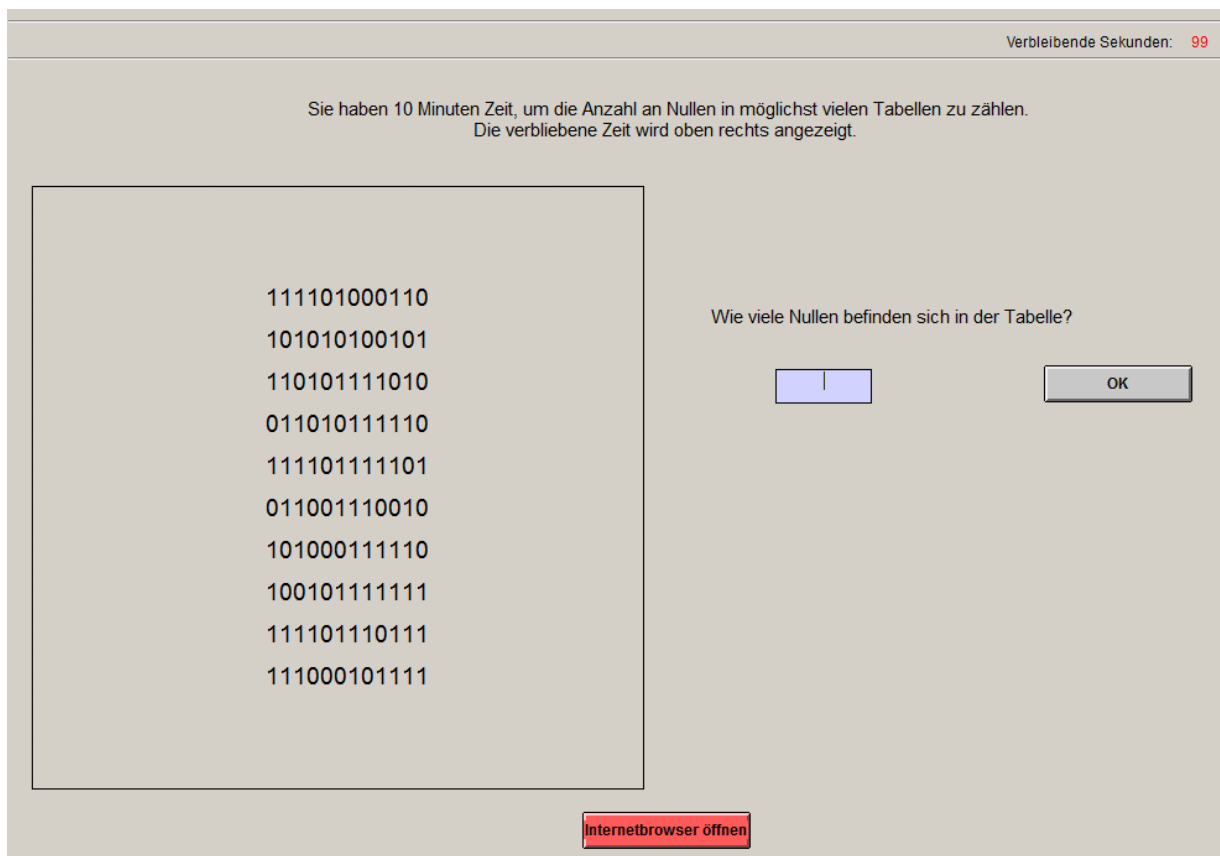 Verbleibende Sekunden: 99
Sie haben 10 Minuten Zeit, um die Anzahl an Nullen in möglichst vielen Tabellen zu zählen.
Die verbliebene Zeit wird oben rechts angezeigt.
111101000110
101010100101
110101111010
011010111110
111101111101
011001110010
101000111110
100101111111
111101110111
111000101111
Wie viele Nullen befinden sich in der Tabelle?
OK
Internetbrowser öffnen